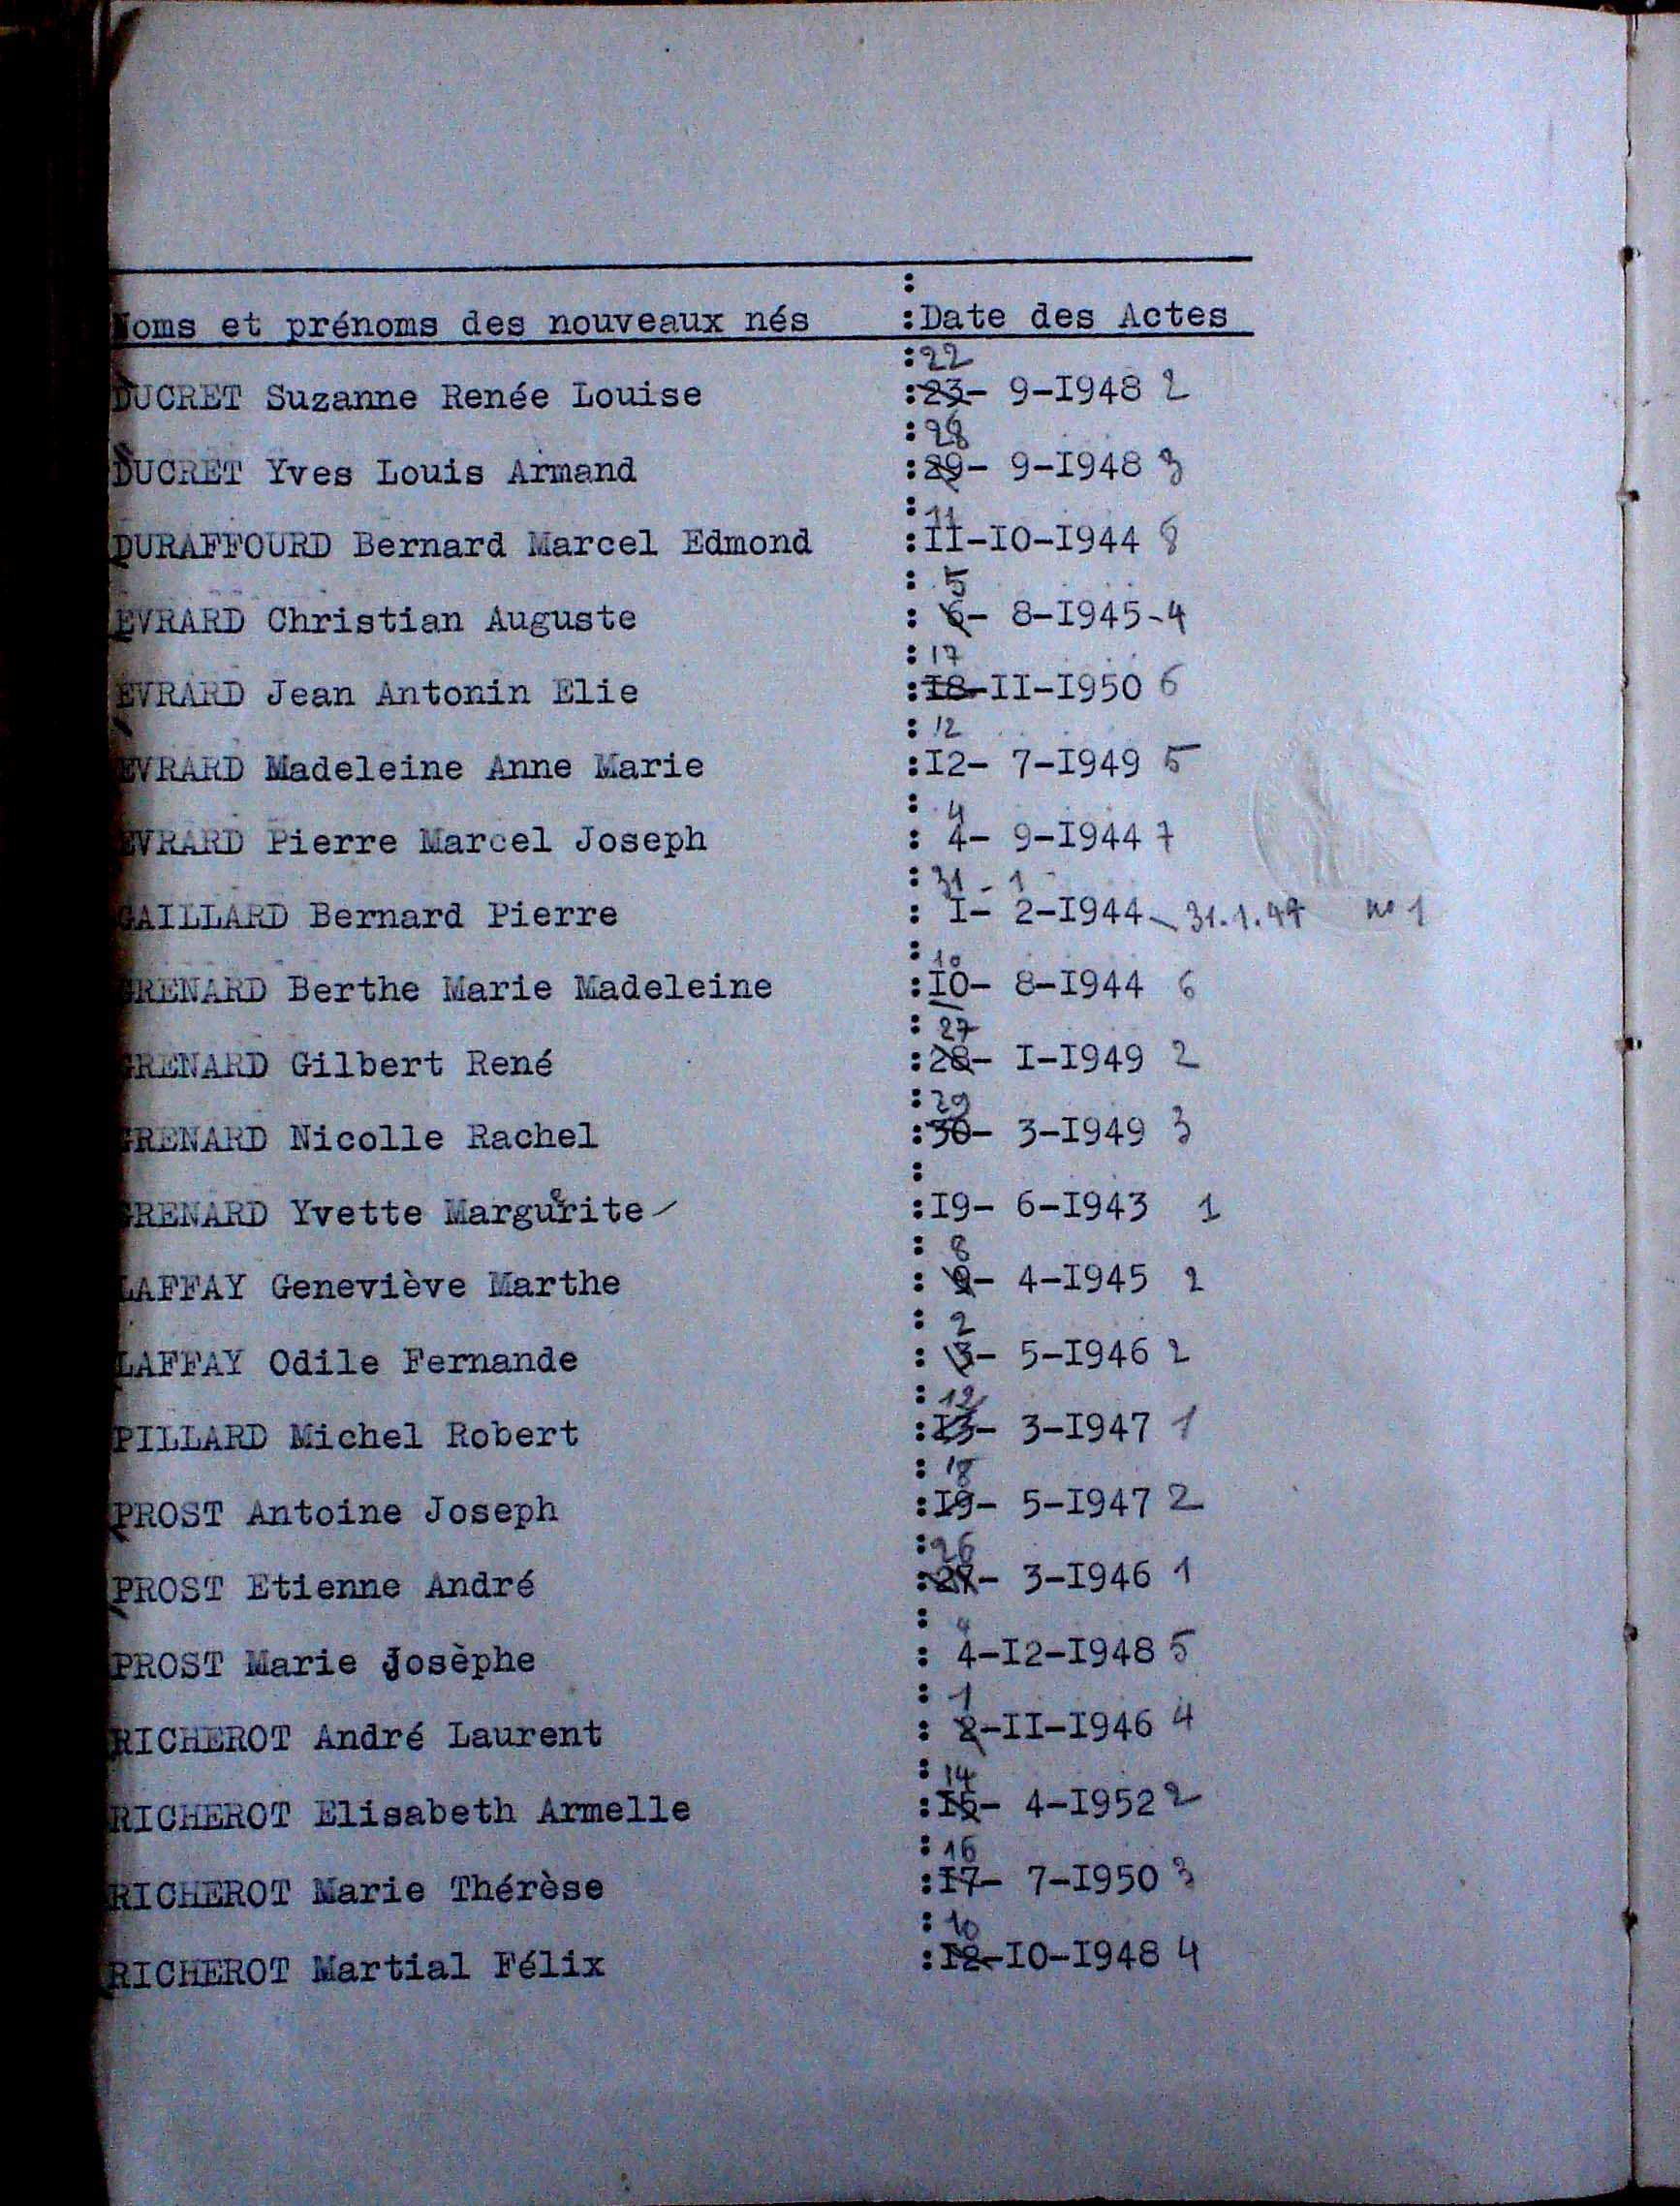 Noms et prénoms des nouveaux nés :Date des Actes
:22
DUCRET Suzanne Renée Louise :23- 9-I948 2
:28
DUCRET Yves Louis Armand :29- 9-I948 3
:11
DURAFFOURD Bernard Marcel Edmond :II-IO-I944 8
: 5
EVRARD Christian Auguste : 6- 8-I945-4
: 17
EVRARD Jean Antonin Elie :I8-II-I950 6
: 12
EVRARD Madeleine Anne Marie :I2- 7-I949 5
: 4
EVRARD Pierre Marcel Joseph : 4- 9-I944 7
: 31 - 1
GAILLARD Bernard Pierre : I- 2-I944 - 31.1.44 no 1
: 10
GRENARD Berthe Marie Madeleine :IO- 8-I944 6
: 27
GRENARD Gilbert René :28- I-I949 2
: 29
GRENARD Nicolle Rachel :30- 3-I949 3
:
GRENARD Yvette Marguerite :I9- 6-I943 1
: 8
LAFFAY Geneviève Marthe : 9- 4-I945 2
: 2
LAFFAY Odile Fernande : 3- 5-I946 2
: 12
PILLARD Michel Robert :I3- 3-I947 1
: 18
PROST Antoine Joseph :I9- 5-I947 2
:26
PROST Etienne André :27- 3-I946 1
: 4
PROST Marie Josèphe : 4-I2-I948 5
: 1
RICHEROT André Laurent : 2-II-I946 4
: 14
RICHEROT Elisabeth Armelle :I5- 4-I952 2
: 16
RICHEROT Marie Thérèse :I7- 7-I950 3
: 10
RICHEROT Martial Félix :I2-IO-I948 4